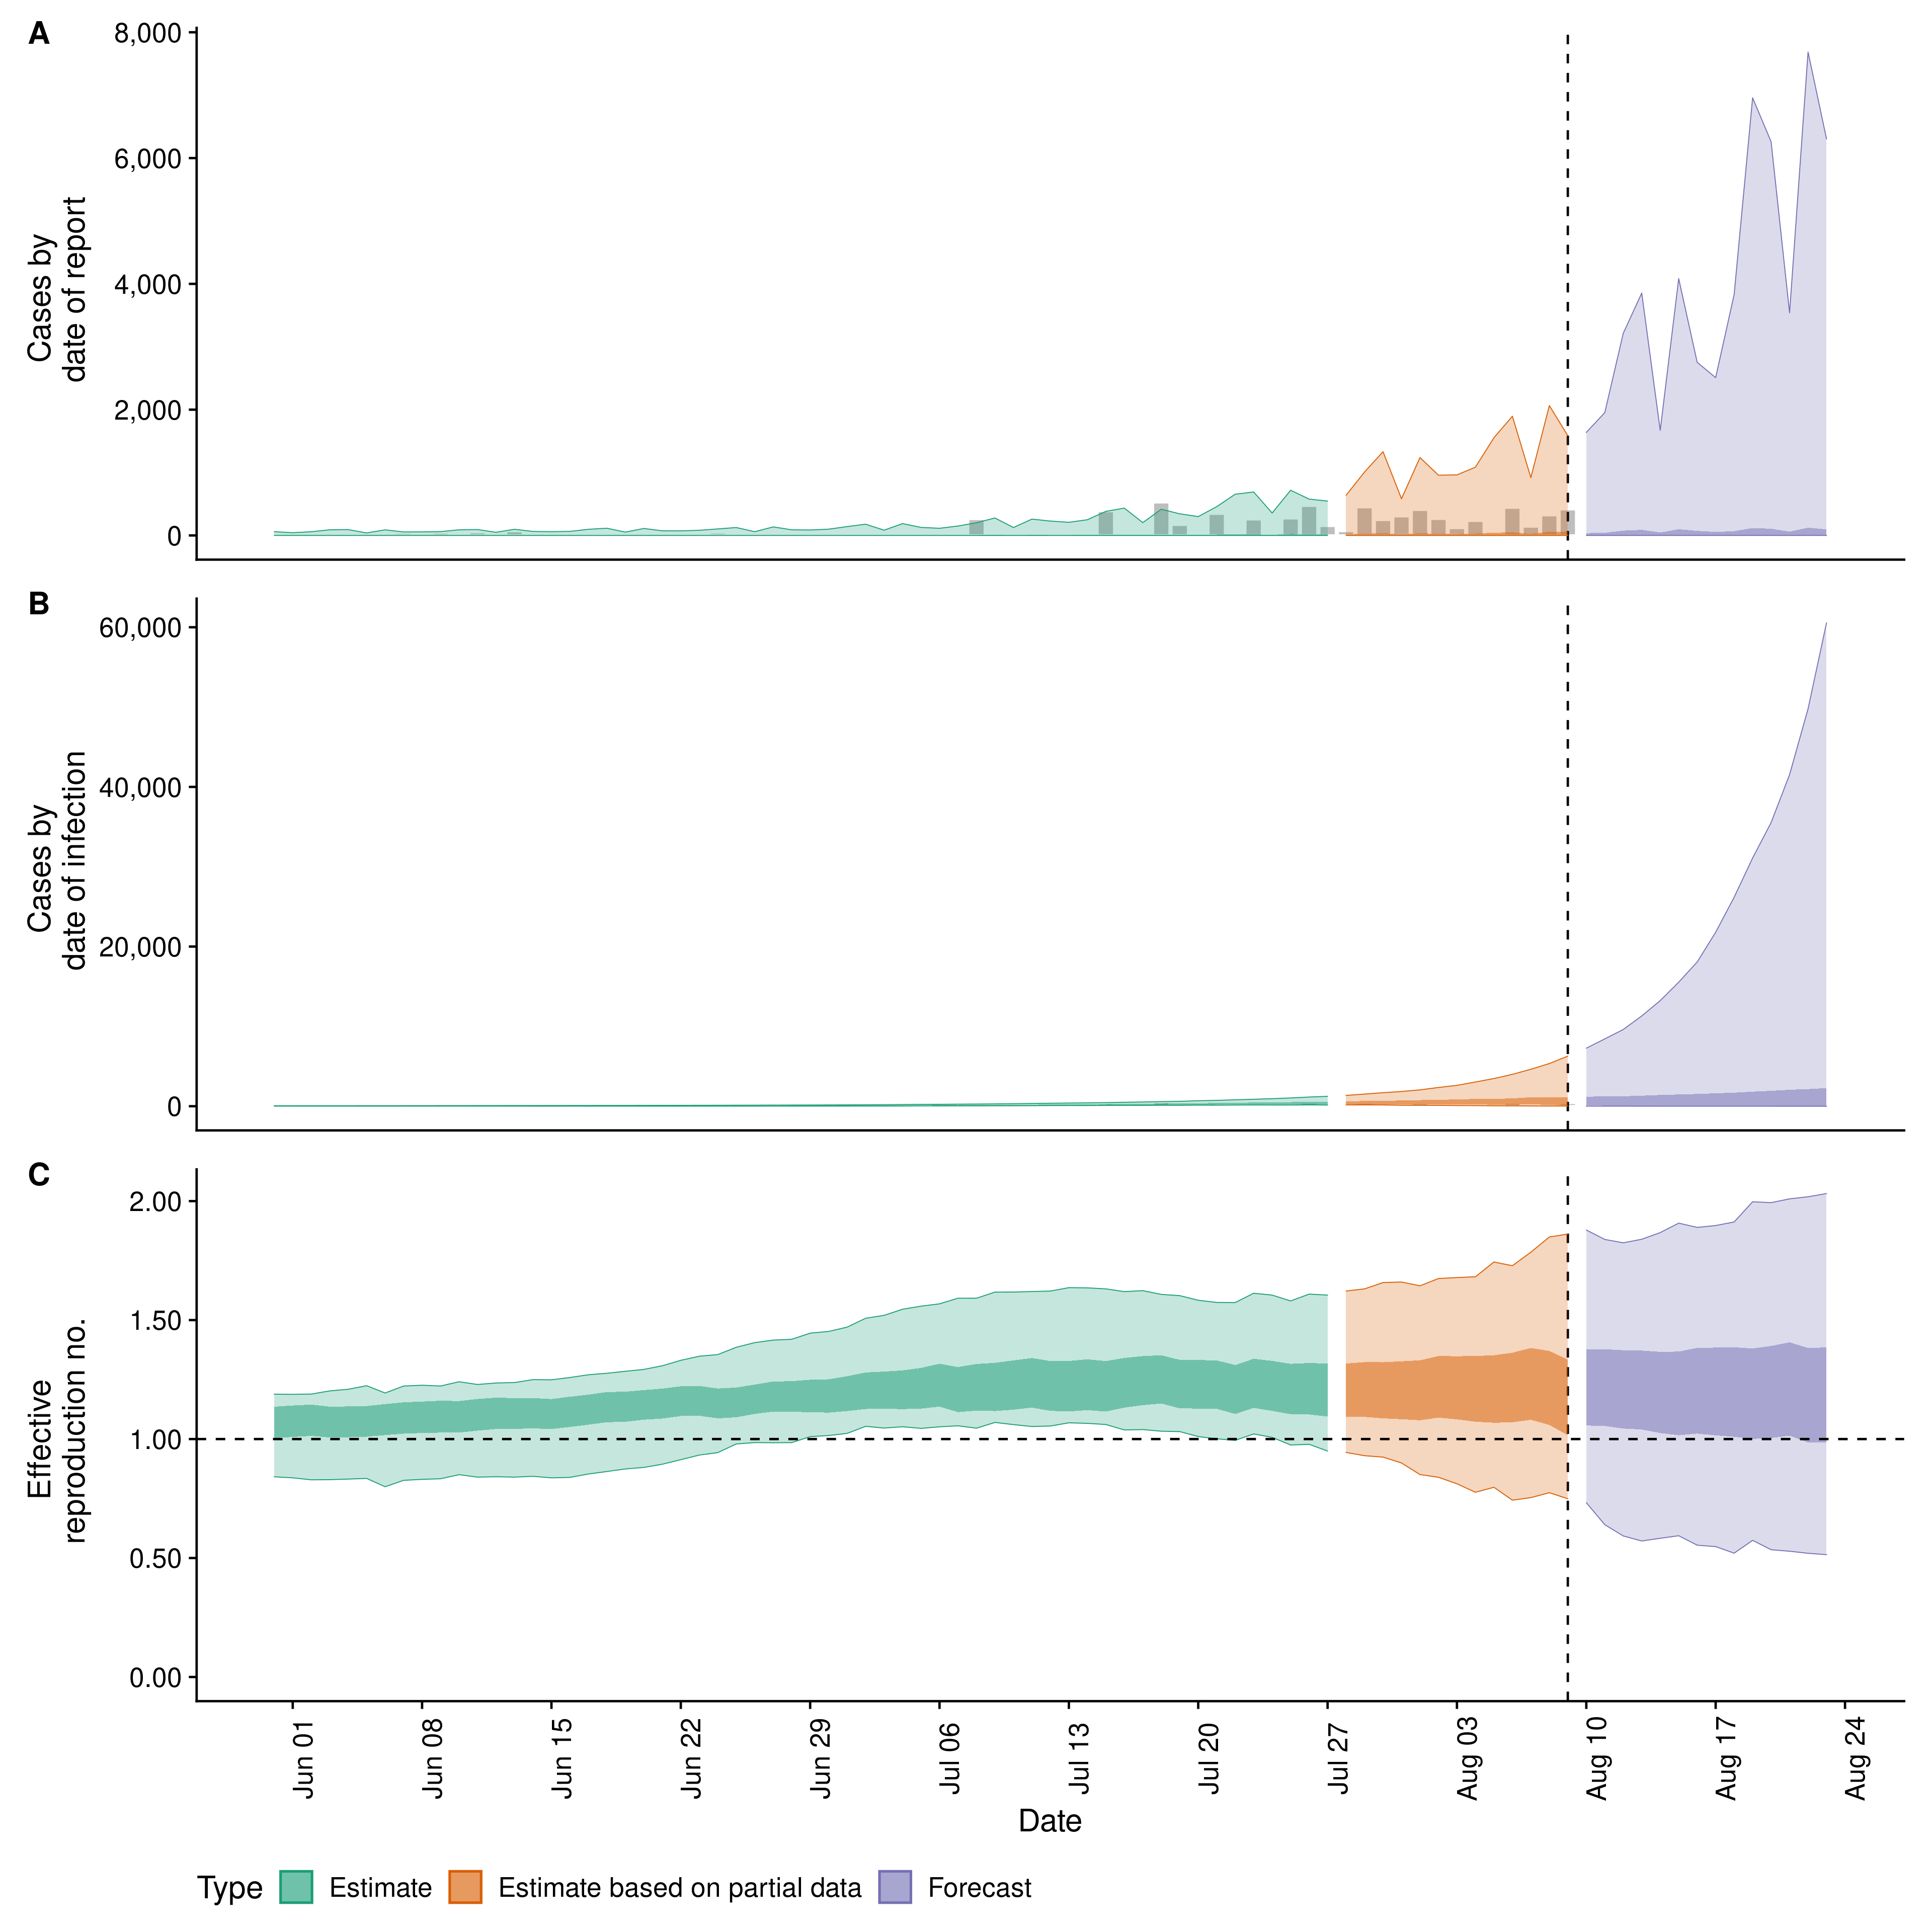 A
8,000
6,000
4,000
2,000
0
Cases by
date of report
B
60,000
40,000
20,000
0
Cases by
date of infection
C
2.00
1.50
1.00
0.50
0.00
Effective
reproduction no.
Jun 01
Jun 08
Jun 15
Jun 22
Jun 29
Jul 06
Jul 13
Jul 20
Jul 27
Aug 03
Aug 10
Aug 17
Aug 24
Date
Type
Estimate
Estimate based on partial data
Forecast